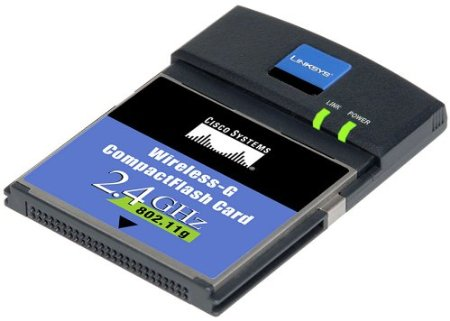 LINKSYS®
LINK POWER
CISCO SYSTEMS
Wireless-G
CompactFlash Card
2.4GHz
802.11g